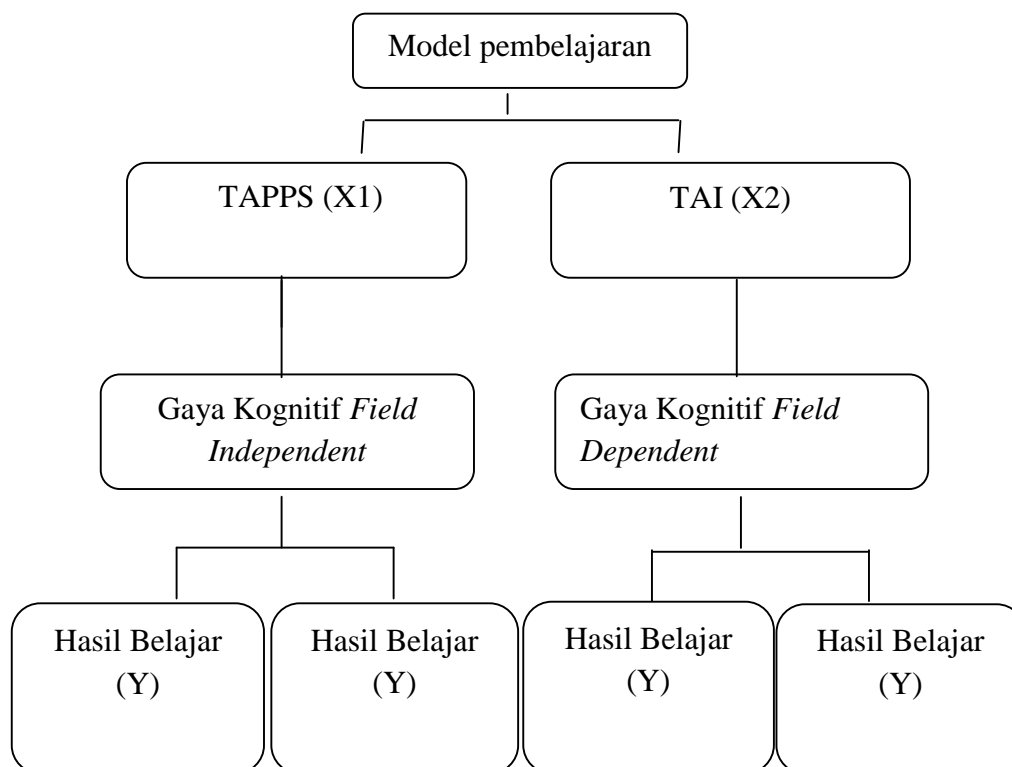 Model pembelajaran
TAPPS (X1)
TAI (X2)
Gaya Kognitif Field
Independent
Gaya Kognitif Field
Dependent
Hasil Belajar
(Y)
Hasil Belajar
(Y)
Hasil Belajar
(Y)
Hasil Belajar
(Y)